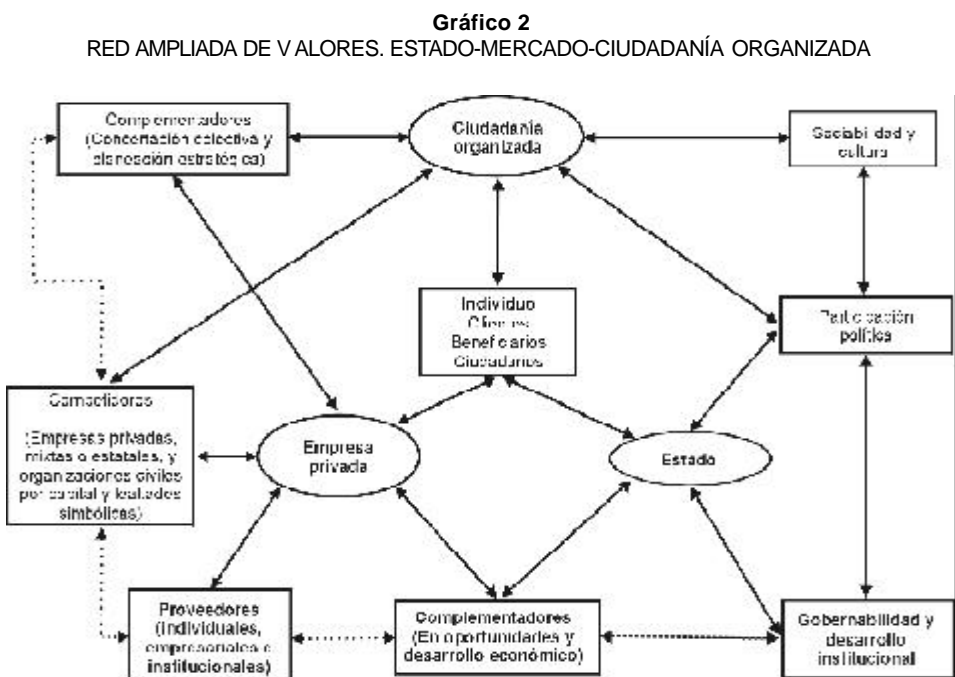 Gráfico 2
RED AMPLIADA DE V ALORES. ESTADO-MERCADO-CIUDADANÍA ORGANIZADA
Complementadores
(Concertación colectiva y
planeación estratégica)
Ciudadanía
organizada
Sociabilidad y
cultura
Individuo
Clientes
Beneficiarios
Ciudadanos
Participación
política
Competidores
(Empresas privadas,
mixtas o estatales, y
organizaciones civiles
por capital y lealtades
simbólicas)
Empresa
privada
Estado
Proveedores
(Individuales,
empresariales e
institucionales)
Complementadores
(En oportunidades y
desarrollo económico)
Gobernabilidad y
desarrollo
institucional